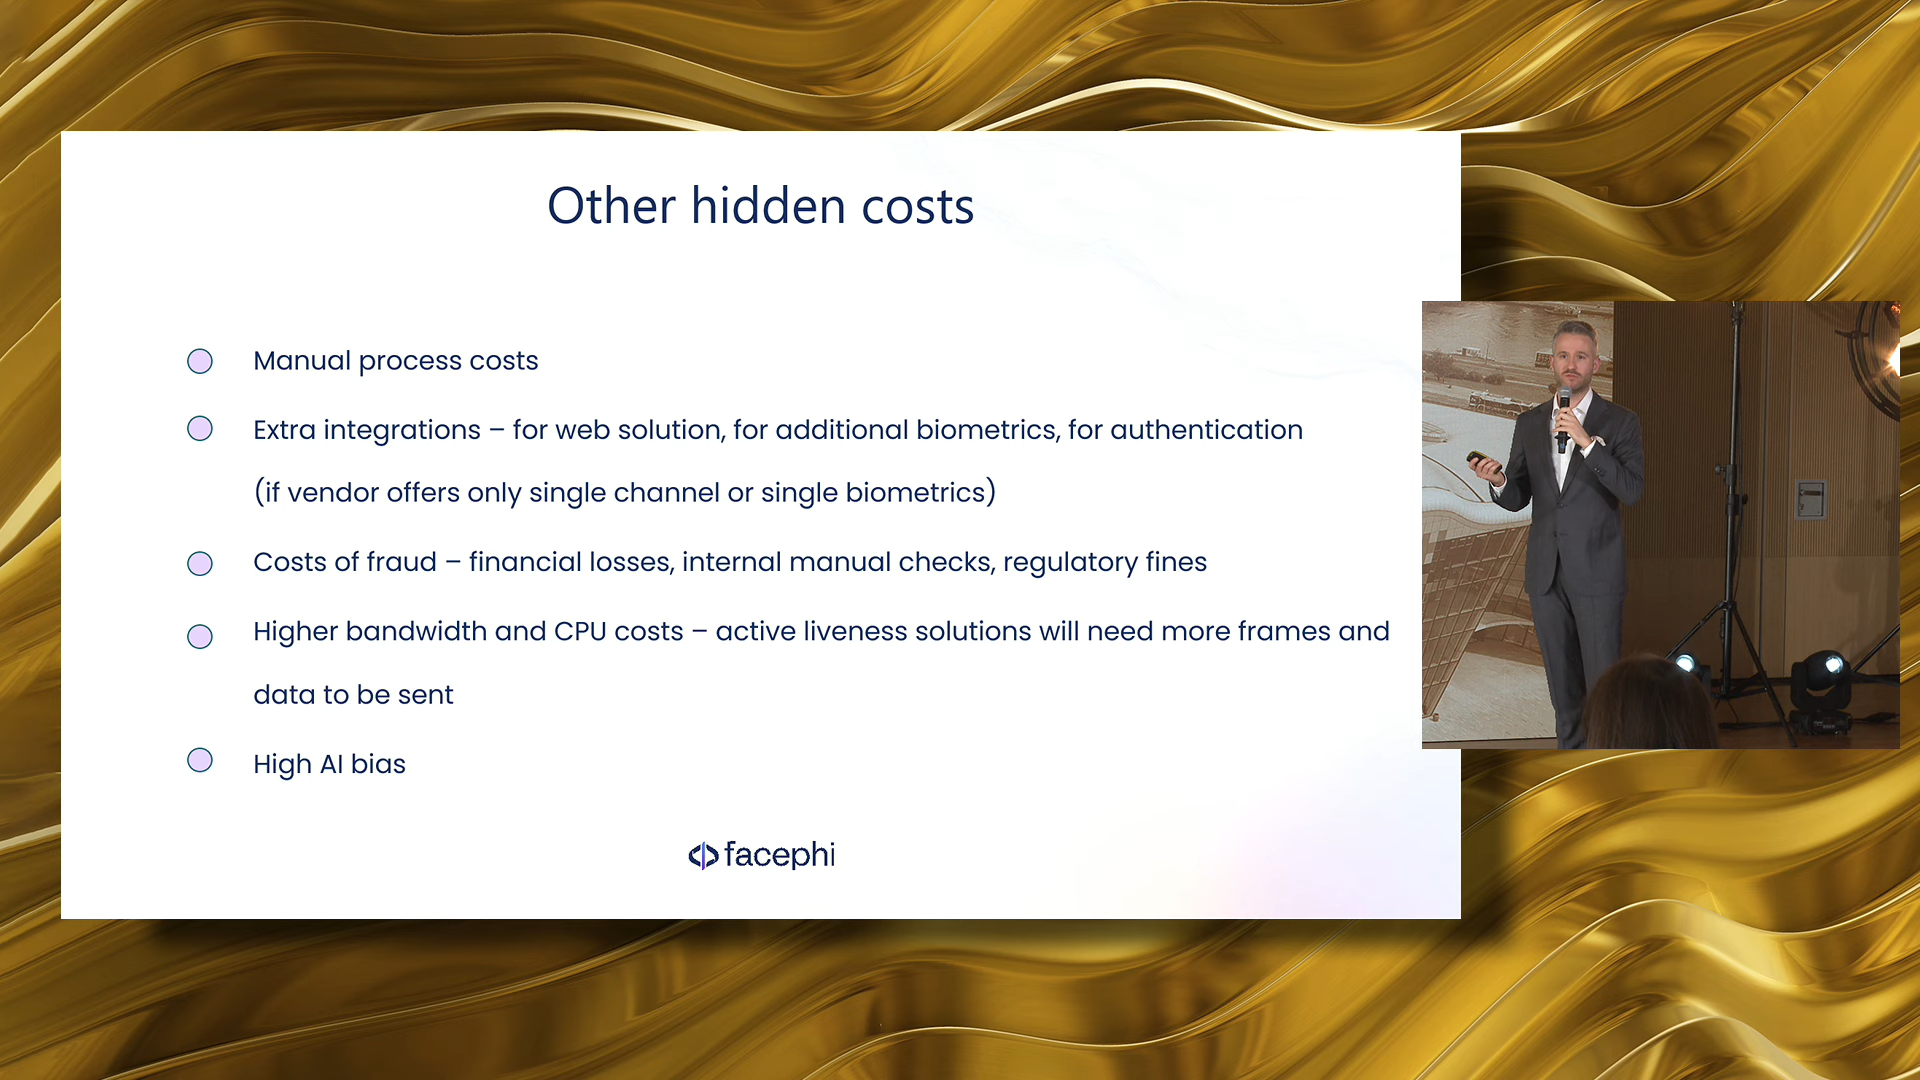 Other hidden costs
Manual process costs
Extra integrations – for web solution, for additional biometrics, for authentication
(if vendor offers only single channel or single biometrics)
Costs of fraud – financial losses, internal manual checks, regulatory fines
Higher bandwidth and CPU costs – active liveness solutions will need more frames and
data to be sent
High AI bias
facephi